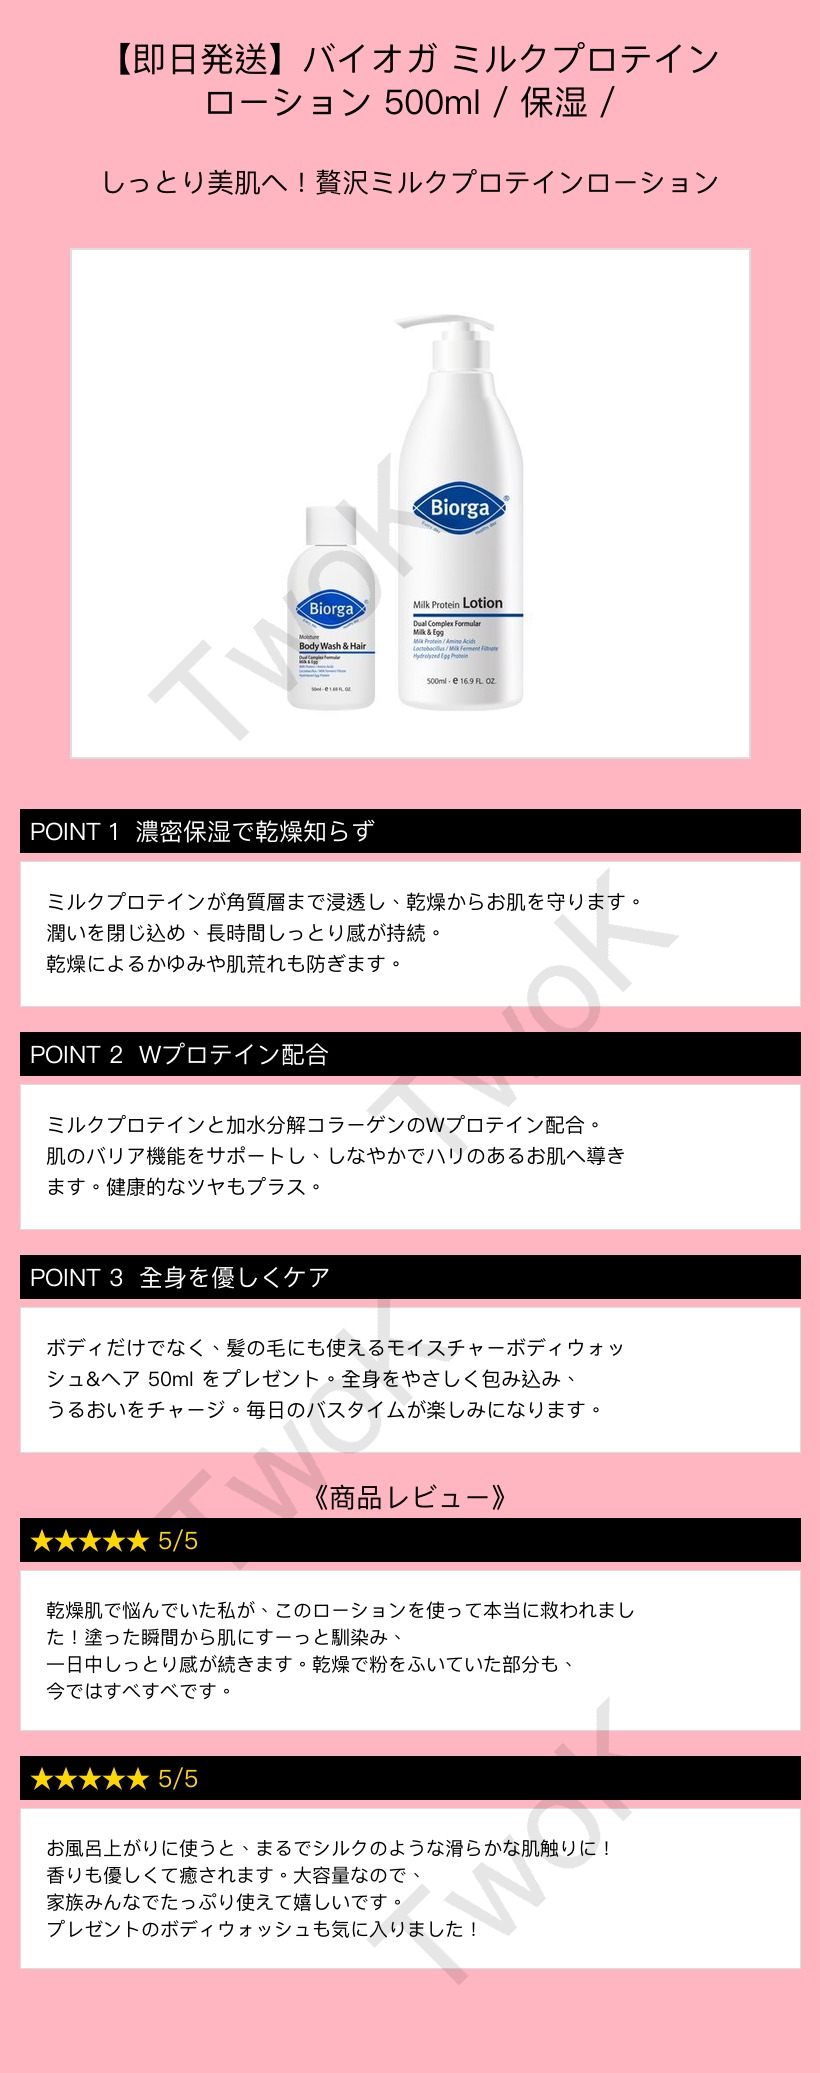 【即日発送】バイオガ ミルクプロテイン
ローション 500ml / 保湿 /
しっとり美肌へ！贅沢ミルクプロテインローション
Biorga
®
Every day
Healthy day
Milk Protein Lotion
Dual Complex Formular
Milk & Egg
Milk Protein / Amino Acids
Lactobacillus / Milk Ferment Filtrate
Hydrolyzed Egg Protein
500ml - e 16.9 FL. OZ.
Biorga
®
Moisture
Body Wash & Hair
Dual Complex Formular
Milk & Egg
Milk Protein / Amino Acids
Lactobacillus / Milk Ferment Filtrate
Hydrolyzed Egg Protein
50ml - e 1.69 FL. OZ.
TwoK
POINT 1 濃密保湿で乾燥知らず
ミルクプロテインが角質層まで浸透し、乾燥からお肌を守ります。
潤いを閉じ込め、長時間しっとり感が持続。
乾燥によるかゆみや肌荒れも防ぎます。
TwoK
POINT 2 Wプロテイン配合
ミルクプロテインと加水分解コラーゲンのWプロテイン配合。
肌のバリア機能をサポートし、しなやかでハリのあるお肌へ導き
ます。健康的なツヤもプラス。
POINT 3 全身を優しくケア
ボディだけでなく、髪の毛にも使えるモイスチャーボディウォッ
シュ&ヘア 50ml をプレゼント。全身をやさしく包み込み、
うるおいをチャージ。毎日のバスタイムが楽しみになります。
TwoK
《商品レビュー》
★★★★★ 5/5
乾燥肌で悩んでいた私が、このローションを使って本当に救われまし
た！塗った瞬間から肌にすーっと馴染み、
一日中しっとり感が続きます。乾燥で粉をふいていた部分も、
今ではすべすべです。
★★★★★ 5/5
お風呂上がりに使うと、まるでシルクのような滑らかな肌触りに！
香りも優しくて癒されます。大容量なので、
家族みんなでたっぷり使えて嬉しいです。
プレゼントのボディウォッシュも気に入りました！
TwoK